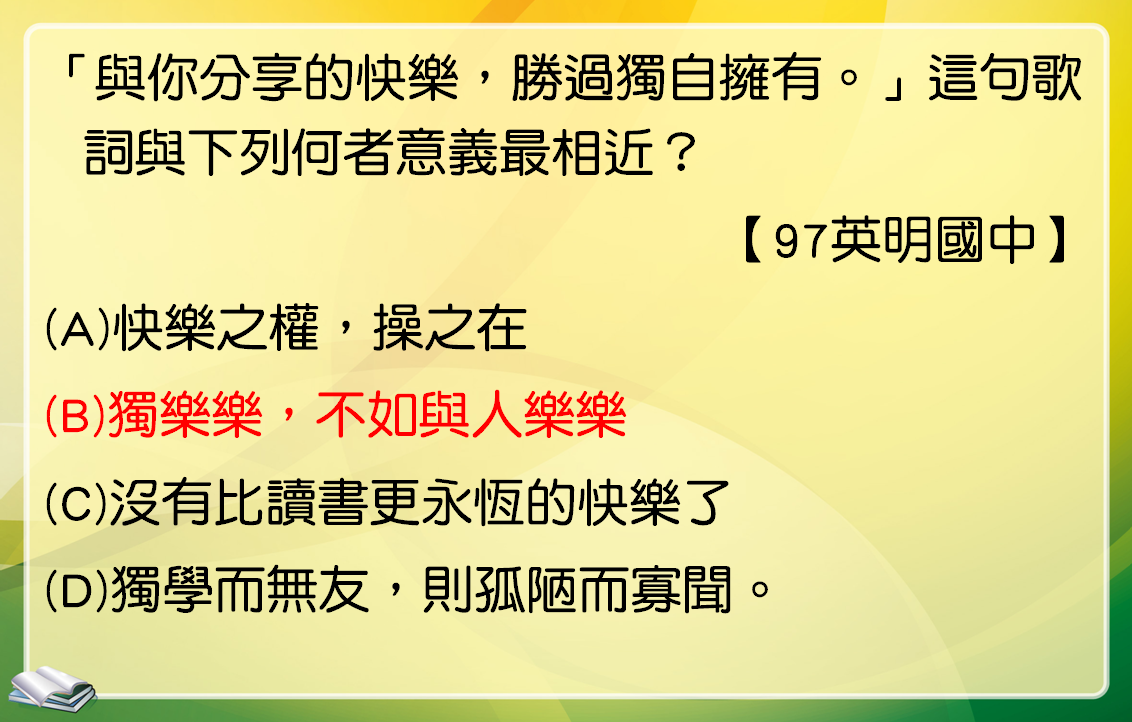 「與你分享的快樂，勝過獨自擁有。」這句歌
詞與下列何者意義最相近？
【97英明國中】
(A)快樂之權，操之在
(B)獨樂樂，不如與人樂樂
(C)沒有比讀書更永恆的快樂了
(D)獨學而無友，則孤陋而寡聞。